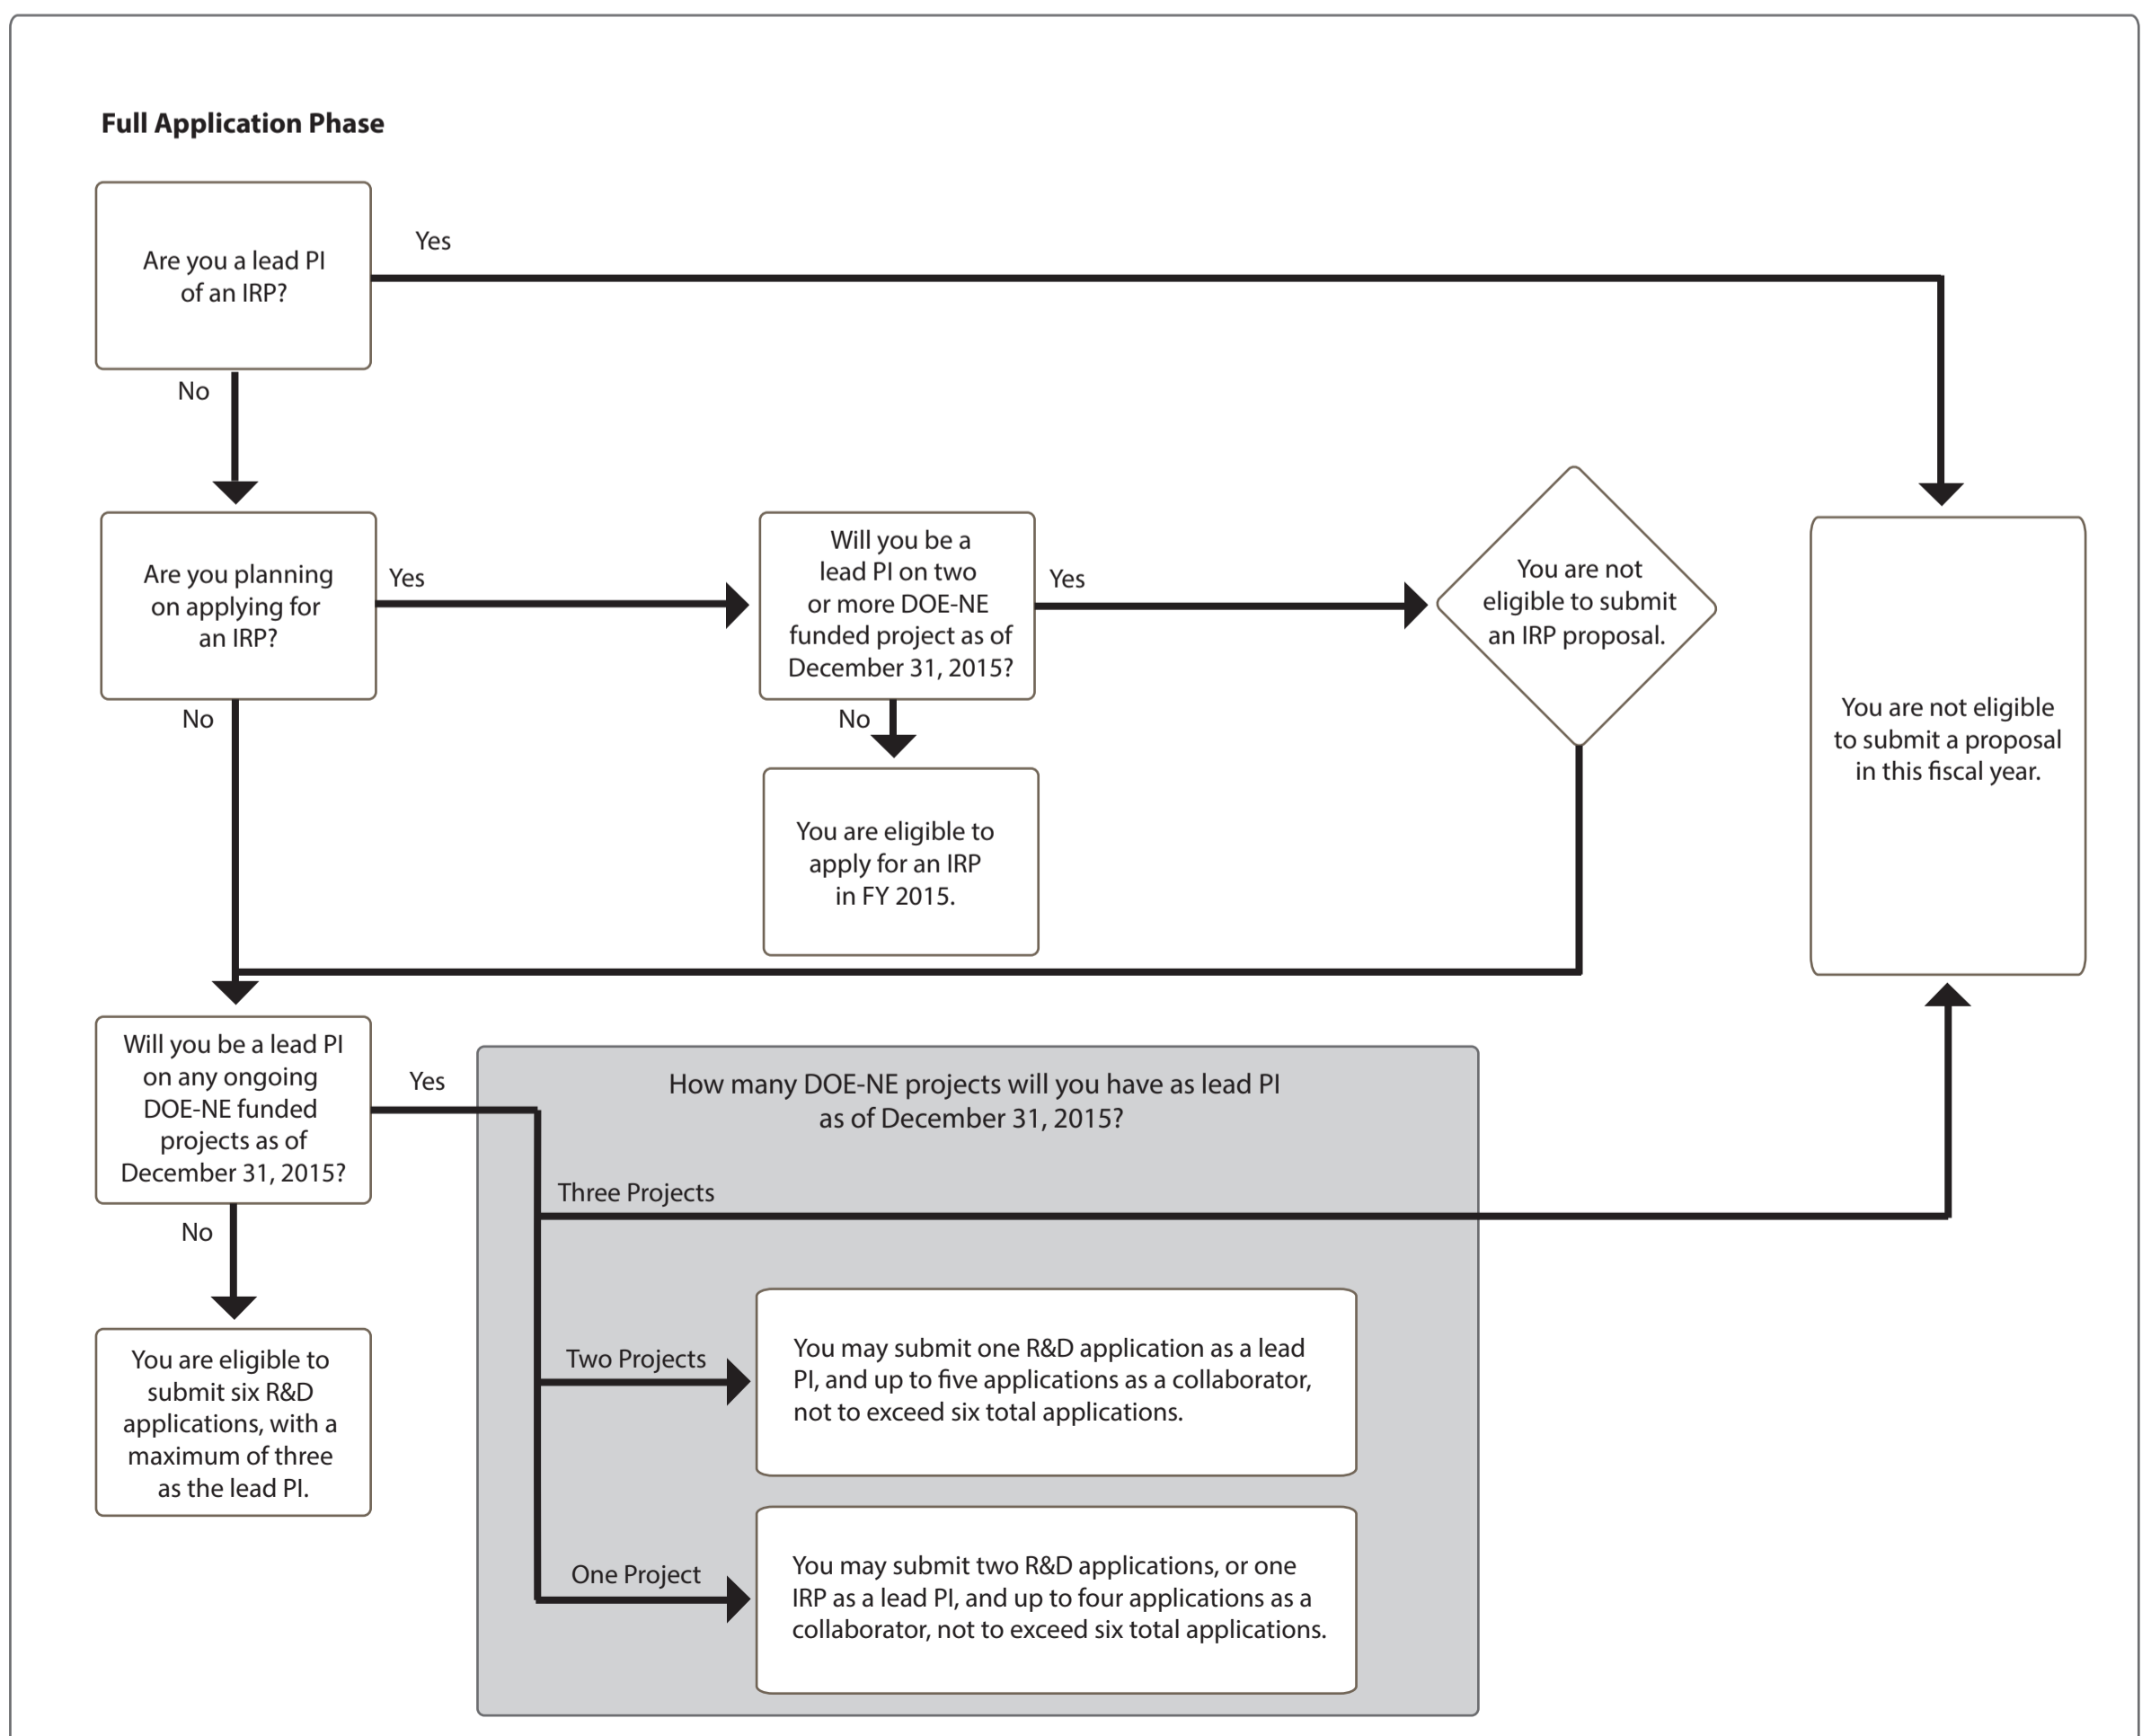 Full Application Phase
Are you a lead PI
of an IRP?
Yes
No
Are you planning
on applying for
an IRP?
Yes
Will you be a
lead PI on two
or more DOE-NE
funded project as of
December 31, 2015?
Yes
You are not
eligible to submit
an IRP proposal.
You are not eligible
to submit a proposal
in this fiscal year.
No
No
You are eligible to
apply for an IRP
in FY 2015.
Will you be a lead PI
on any ongoing
DOE-NE funded
projects as of
December 31, 2015?
Yes
How many DOE-NE projects will you have as lead PI
as of December 31, 2015?
Three Projects
No
Two Projects
You may submit one R&D application as a lead
PI, and up to five applications as a collaborator,
not to exceed six total applications.
You are eligible to
submit six R&D
applications, with a
maximum of three
as the lead PI.
One Project
You may submit two R&D applications, or one
IRP as a lead PI, and up to four applications as a
collaborator, not to exceed six total applications.